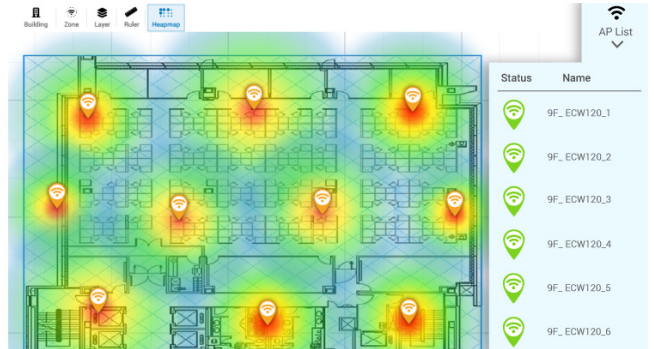 Building Zone Layer Ruler Heapmap
AP List
Status Name
9F_ ECW120_1
9F_ ECW120_2
9F_ ECW120_3
9F_ ECW120_4
9F_ ECW120_5
9F_ ECW120_6